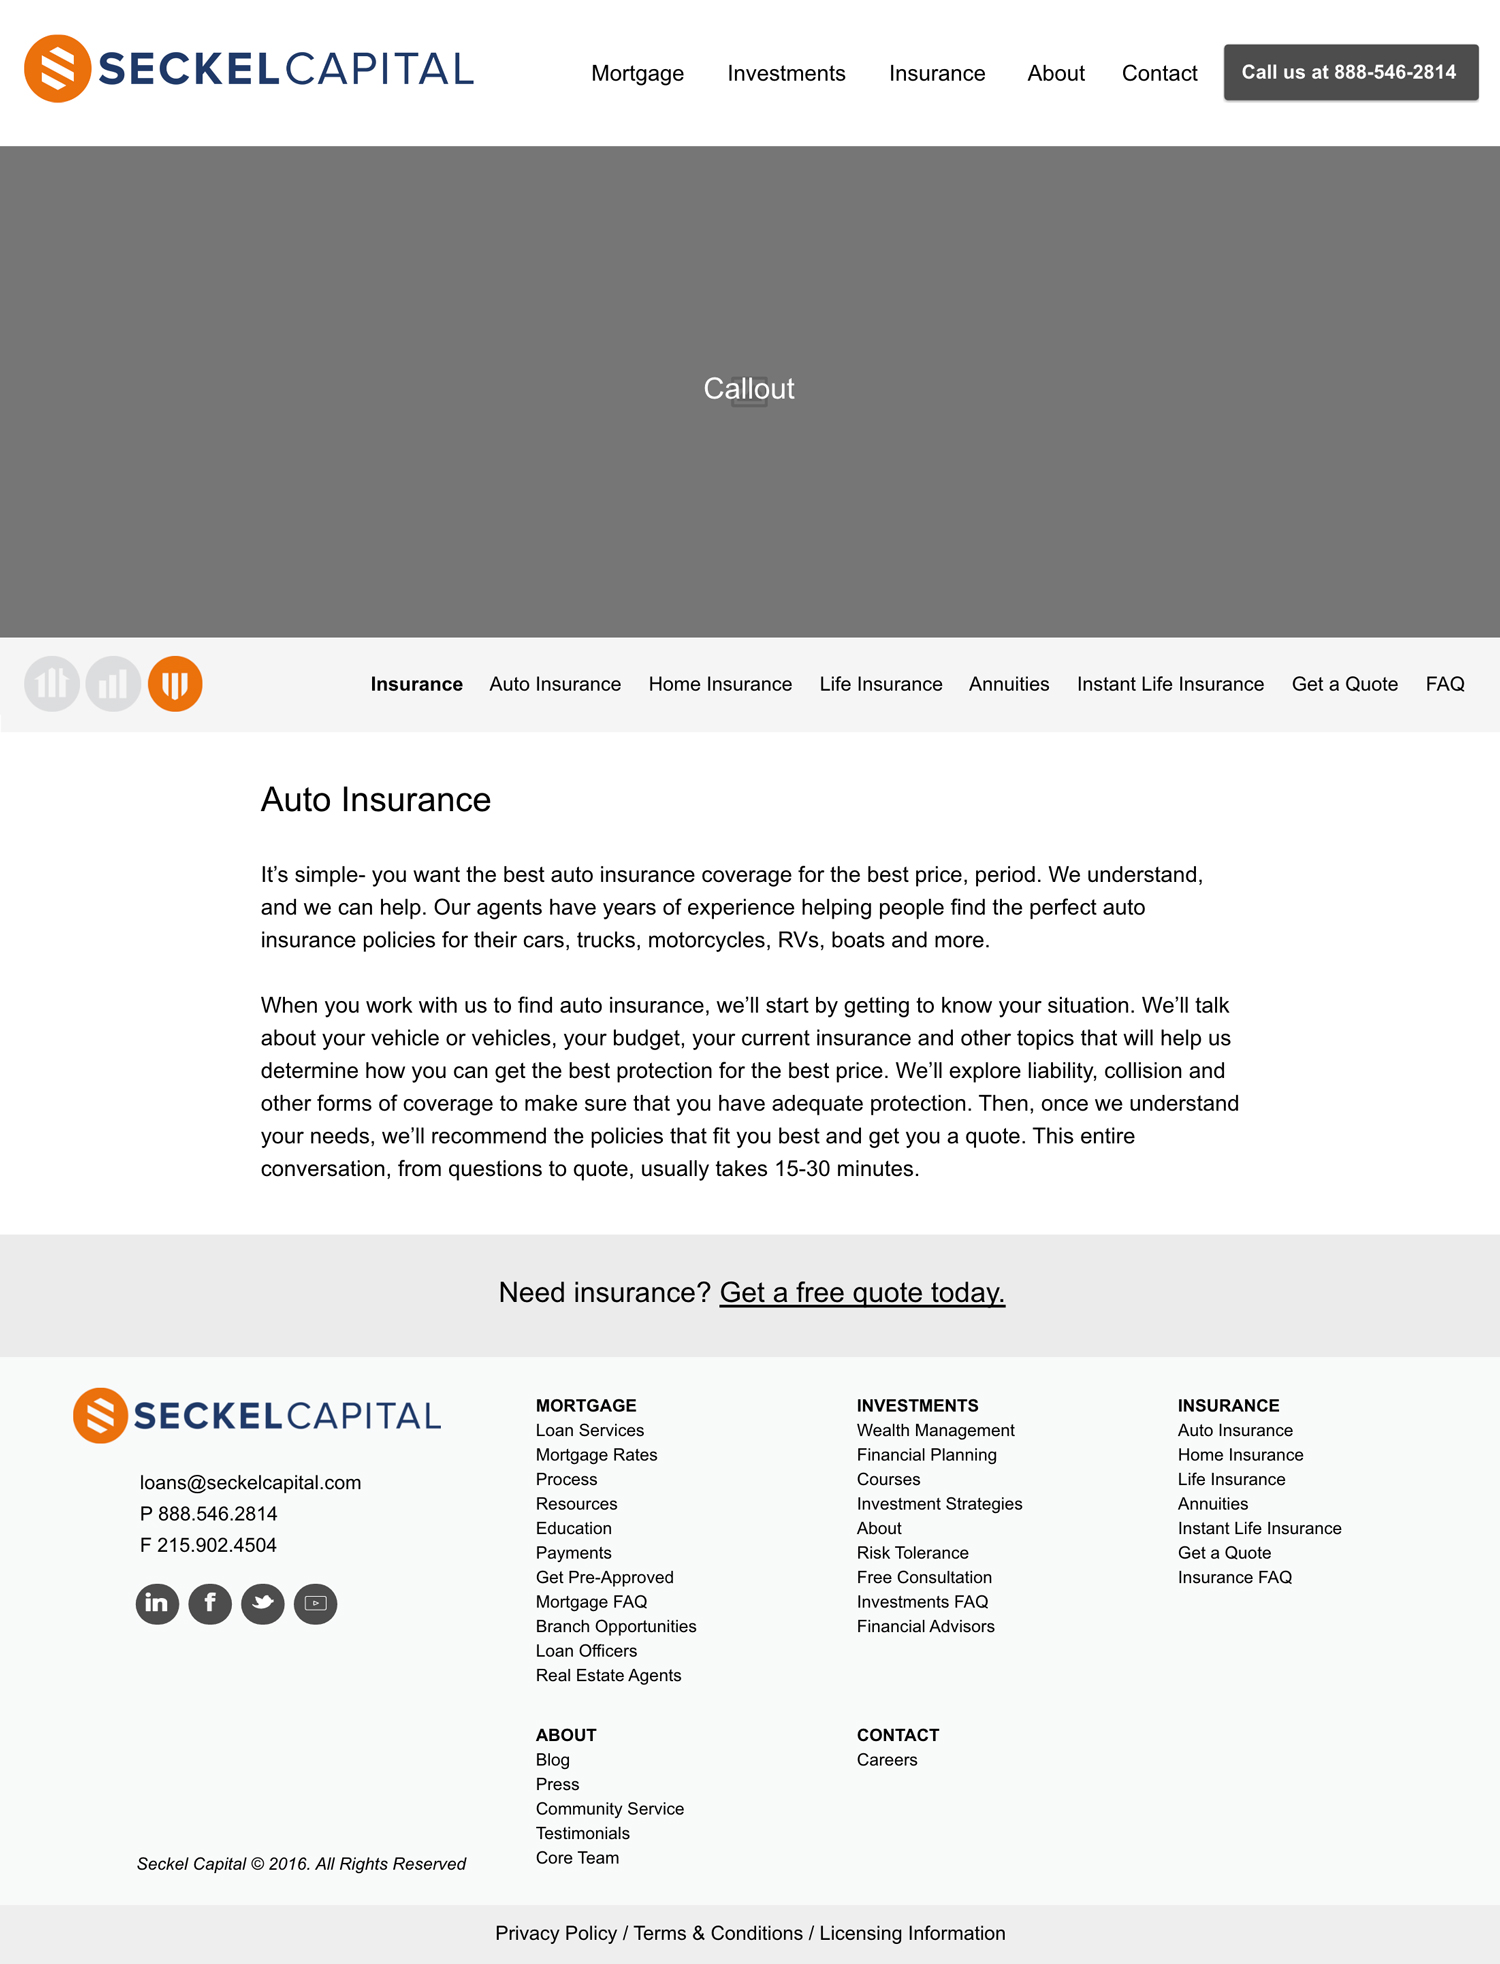 SECKELCAPITAL
Mortgage Investments Insurance About Contact Call us at 888-546-2814
Callout
Insurance Auto Insurance Home Insurance Life Insurance Annuities Instant Life Insurance Get a Quote FAQ
Auto Insurance
It’s simple- you want the best auto insurance coverage for the best price, period. We understand,
and we can help. Our agents have years of experience helping people find the perfect auto
insurance policies for their cars, trucks, motorcycles, RVs, boats and more.
When you work with us to find auto insurance, we’ll start by getting to know your situation. We’ll talk
about your vehicle or vehicles, your budget, your current insurance and other topics that will help us
determine how you can get the best protection for the best price. We’ll explore liability, collision and
other forms of coverage to make sure that you have adequate protection. Then, once we understand
your needs, we’ll recommend the policies that fit you best and get you a quote. This entire
conversation, from questions to quote, usually takes 15-30 minutes.
Need insurance? Get a free quote today.
SECKELCAPITAL
loans@seckelcapital.com
P 888.546.2814
F 215.902.4504
in f
Seckel Capital © 2016. All Rights Reserved
MORTGAGE
Loan Services
Mortgage Rates
Process
Resources
Education
Payments
Get Pre-Approved
Mortgage FAQ
Branch Opportunities
Loan Officers
Real Estate Agents
INVESTMENTS
Wealth Management
Financial Planning
Courses
Investment Strategies
About
Risk Tolerance
Free Consultation
Investments FAQ
Financial Advisors
INSURANCE
Auto Insurance
Home Insurance
Life Insurance
Annuities
Instant Life Insurance
Get a Quote
Insurance FAQ
ABOUT
Blog
Press
Community Service
Testimonials
Core Team
CONTACT
Careers
Privacy Policy / Terms & Conditions / Licensing Information